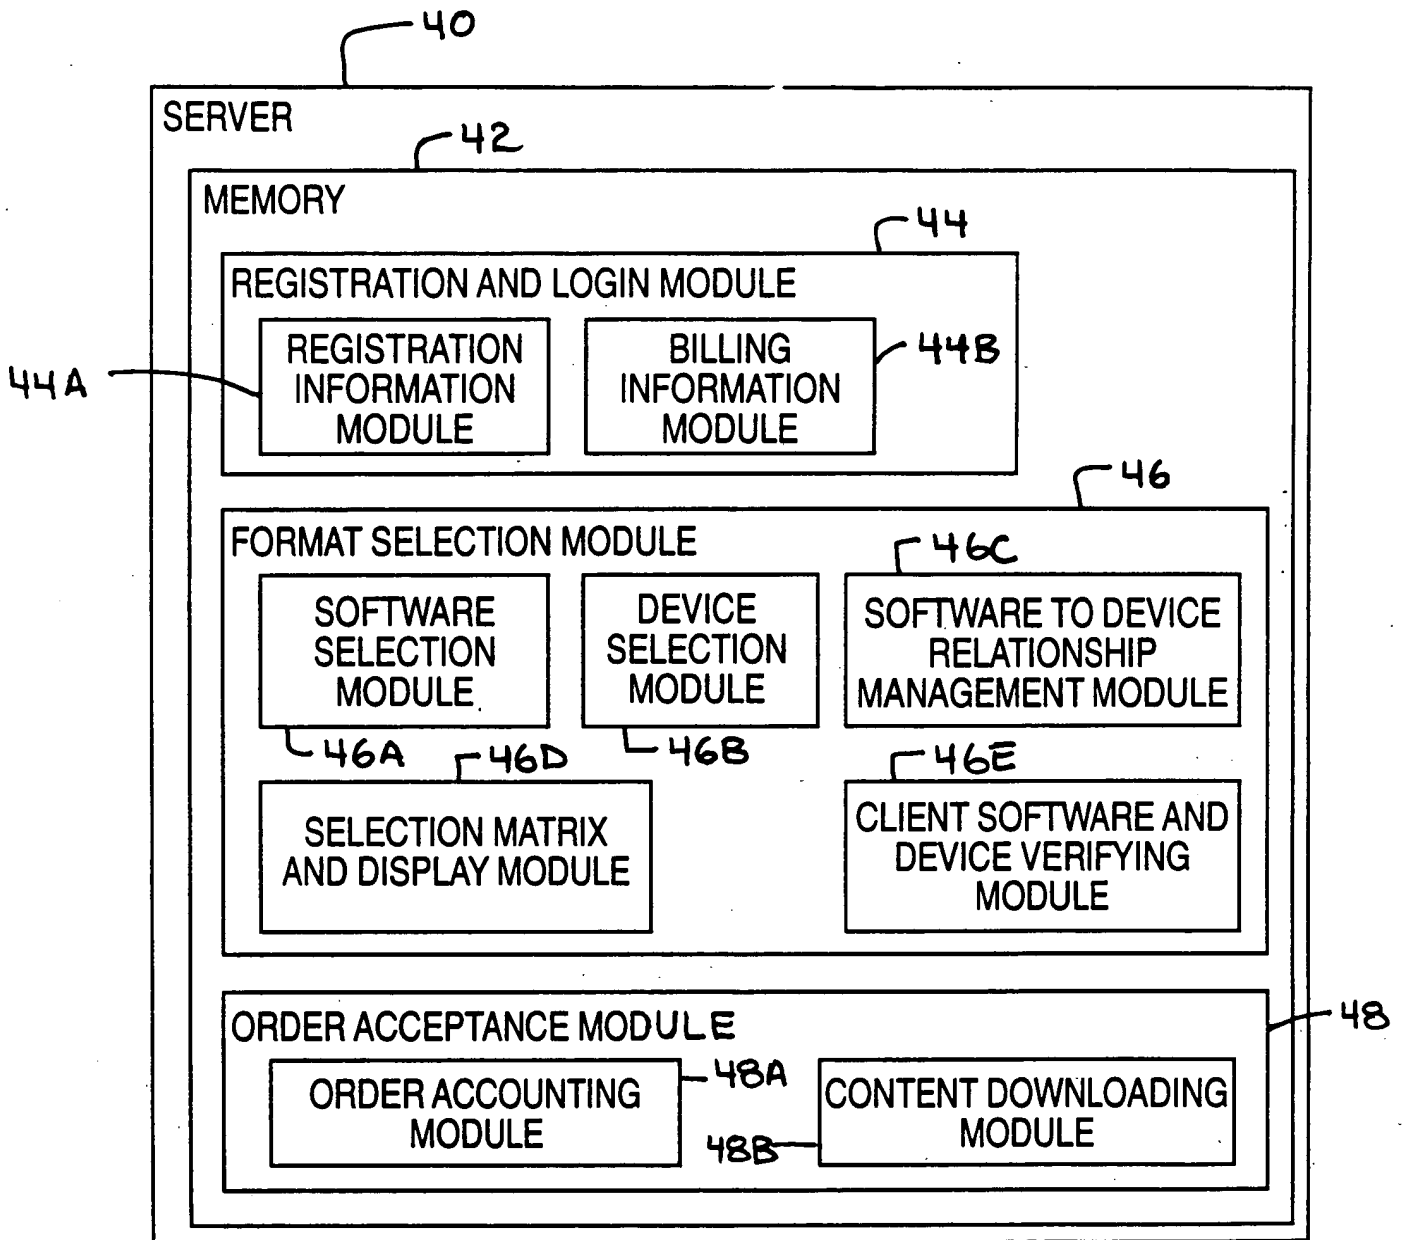 40
SERVER
42
MEMORY
44
REGISTRATION AND LOGIN MODULE
REGISTRATION
INFORMATION
MODULE
44A
BILLING
INFORMATION
MODULE
44B
46
FORMAT SELECTION MODULE
SOFTWARE
SELECTION
MODULE
46A
DEVICE
SELECTION
MODULE
46B
46C
SOFTWARE TO DEVICE
RELATIONSHIP
MANAGEMENT MODULE
46D
SELECTION MATRIX
AND DISPLAY MODULE
46E
CLIENT SOFTWARE AND
DEVICE VERIFYING
MODULE
48
ORDER ACCEPTANCE MODULE
ORDER ACCOUNTING
MODULE
48A
CONTENT DOWNLOADING
MODULE
48B